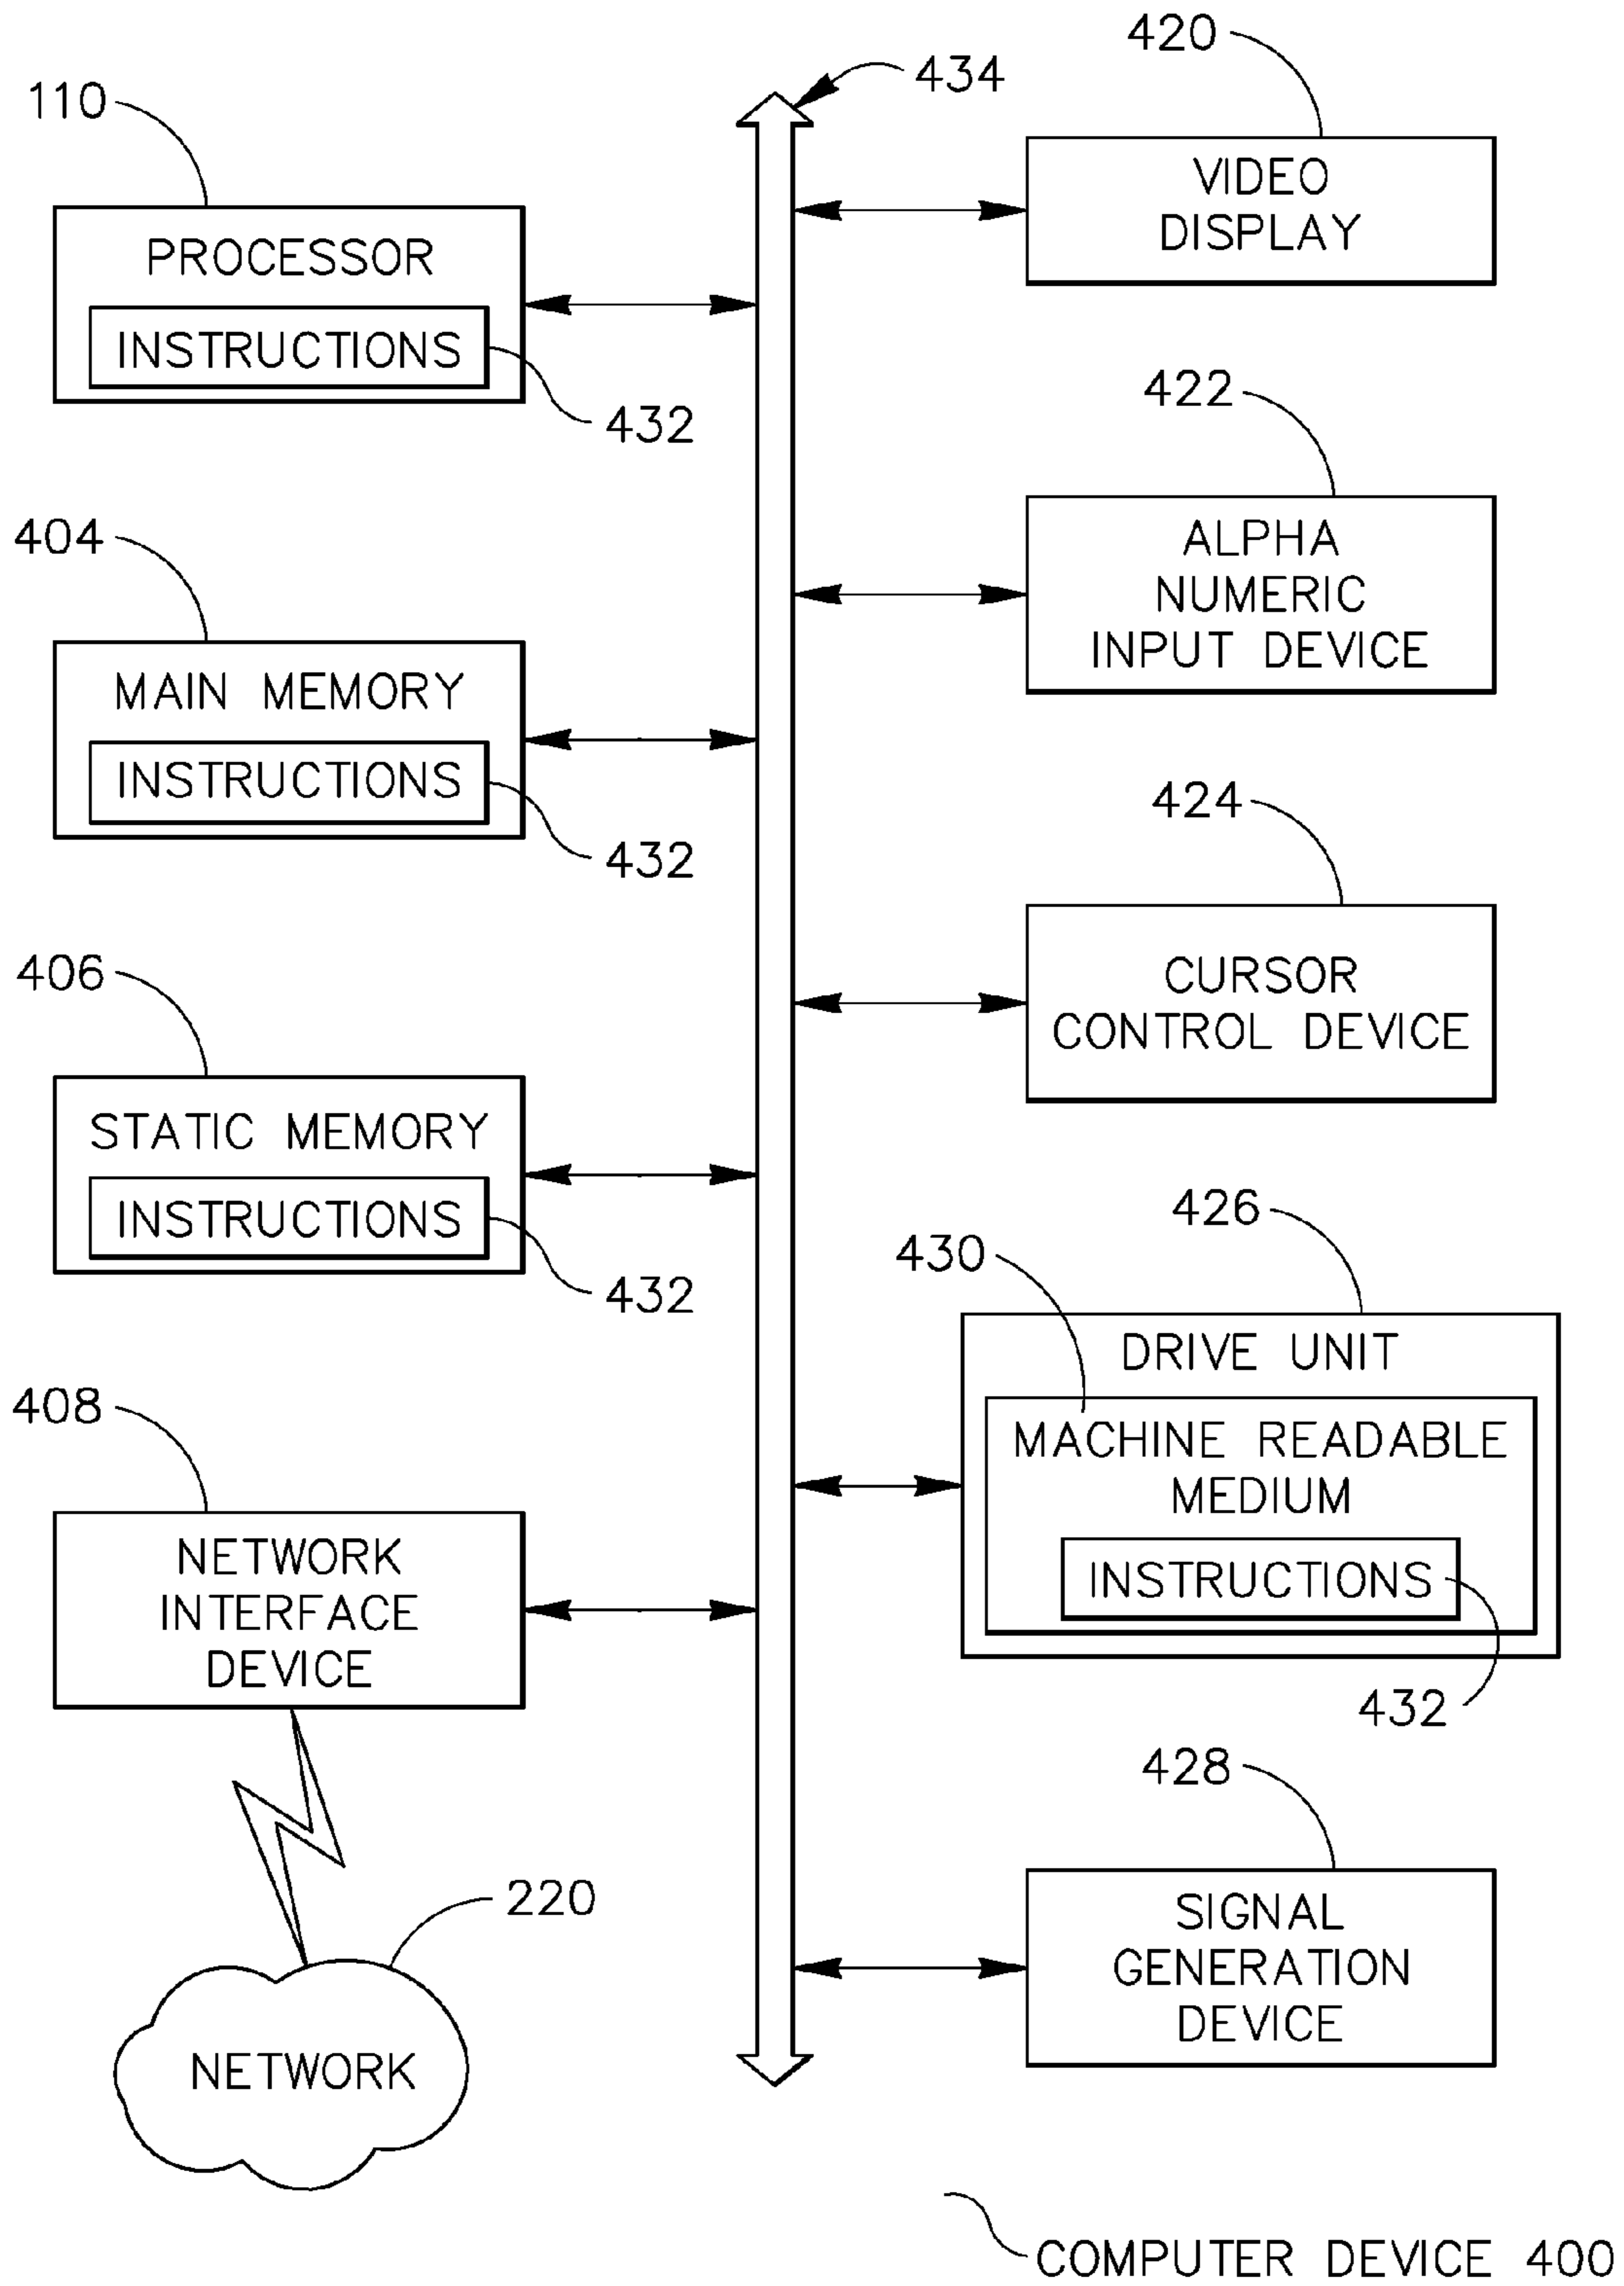 110
PROCESSOR
INSTRUCTIONS
432
404
MAIN MEMORY
INSTRUCTIONS
432
406
STATIC MEMORY
INSTRUCTIONS
432
408
NETWORK
INTERFACE
DEVICE
220
NETWORK
434
420
VIDEO
DISPLAY
422
ALPHA
NUMERIC
INPUT DEVICE
424
CURSOR
CONTROL DEVICE
426
430
DRIVE UNIT
MACHINE READABLE
MEDIUM
INSTRUCTIONS
432
428
SIGNAL
GENERATION
DEVICE
COMPUTER DEVICE 400